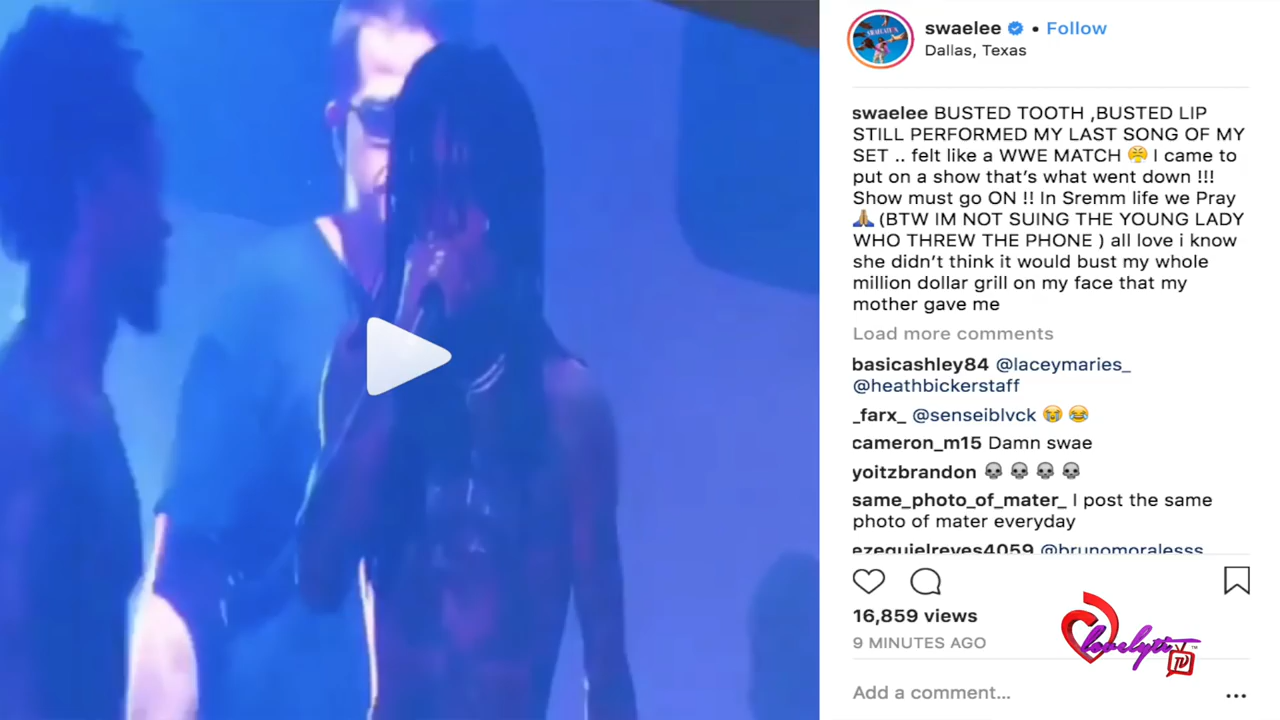 swaelee • Follow
Dallas, Texas
swaelee BUSTED TOOTH ,BUSTED LIP
STILL PERFORMED MY LAST SONG OF MY
SET .. felt like a WWE MATCH 😤 I came to
put on a show that’s what went down !!!
Show must go ON !! In Sremm life we Pray
🙏🏽 (BTW IM NOT SUING THE YOUNG LADY
WHO THREW THE PHONE ) all love i know
she didn’t think it would bust my whole
million dollar grill on my face that my
mother gave me
Load more comments
basicashley84 @laceymaries_
@heathbickerstaff
_farx_ @senseiblvck 😭 😂
cameron_m15 Damn swae
yoitzbrandon 💀 💀 💀 💀
same_photo_of_mater_ I post the same
photo of mater everyday
ezequielreyes4059 @brunomoralesss
16,859 views
9 MINUTES AGO
lovelyti
TV
Add a comment...